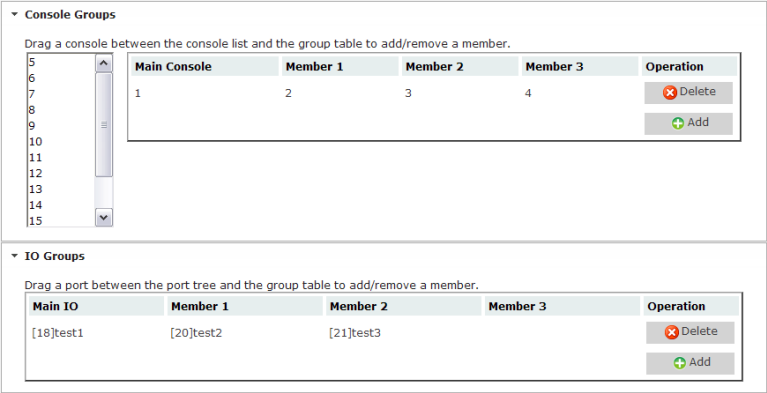 Console Groups
Drag a console between the console list and the group table to add/remove a member.
5
6
7
8
9
10
11
12
13
14
15
Main Console Member 1 Member 2 Member 3 Operation
1 2 3 4 Delete
Add
IO Groups
Drag a port between the port tree and the group table to add/remove a member.
Main IO Member 1 Member 2 Member 3 Operation
[18]test1 [20]test2 [21]test3 Delete
Add